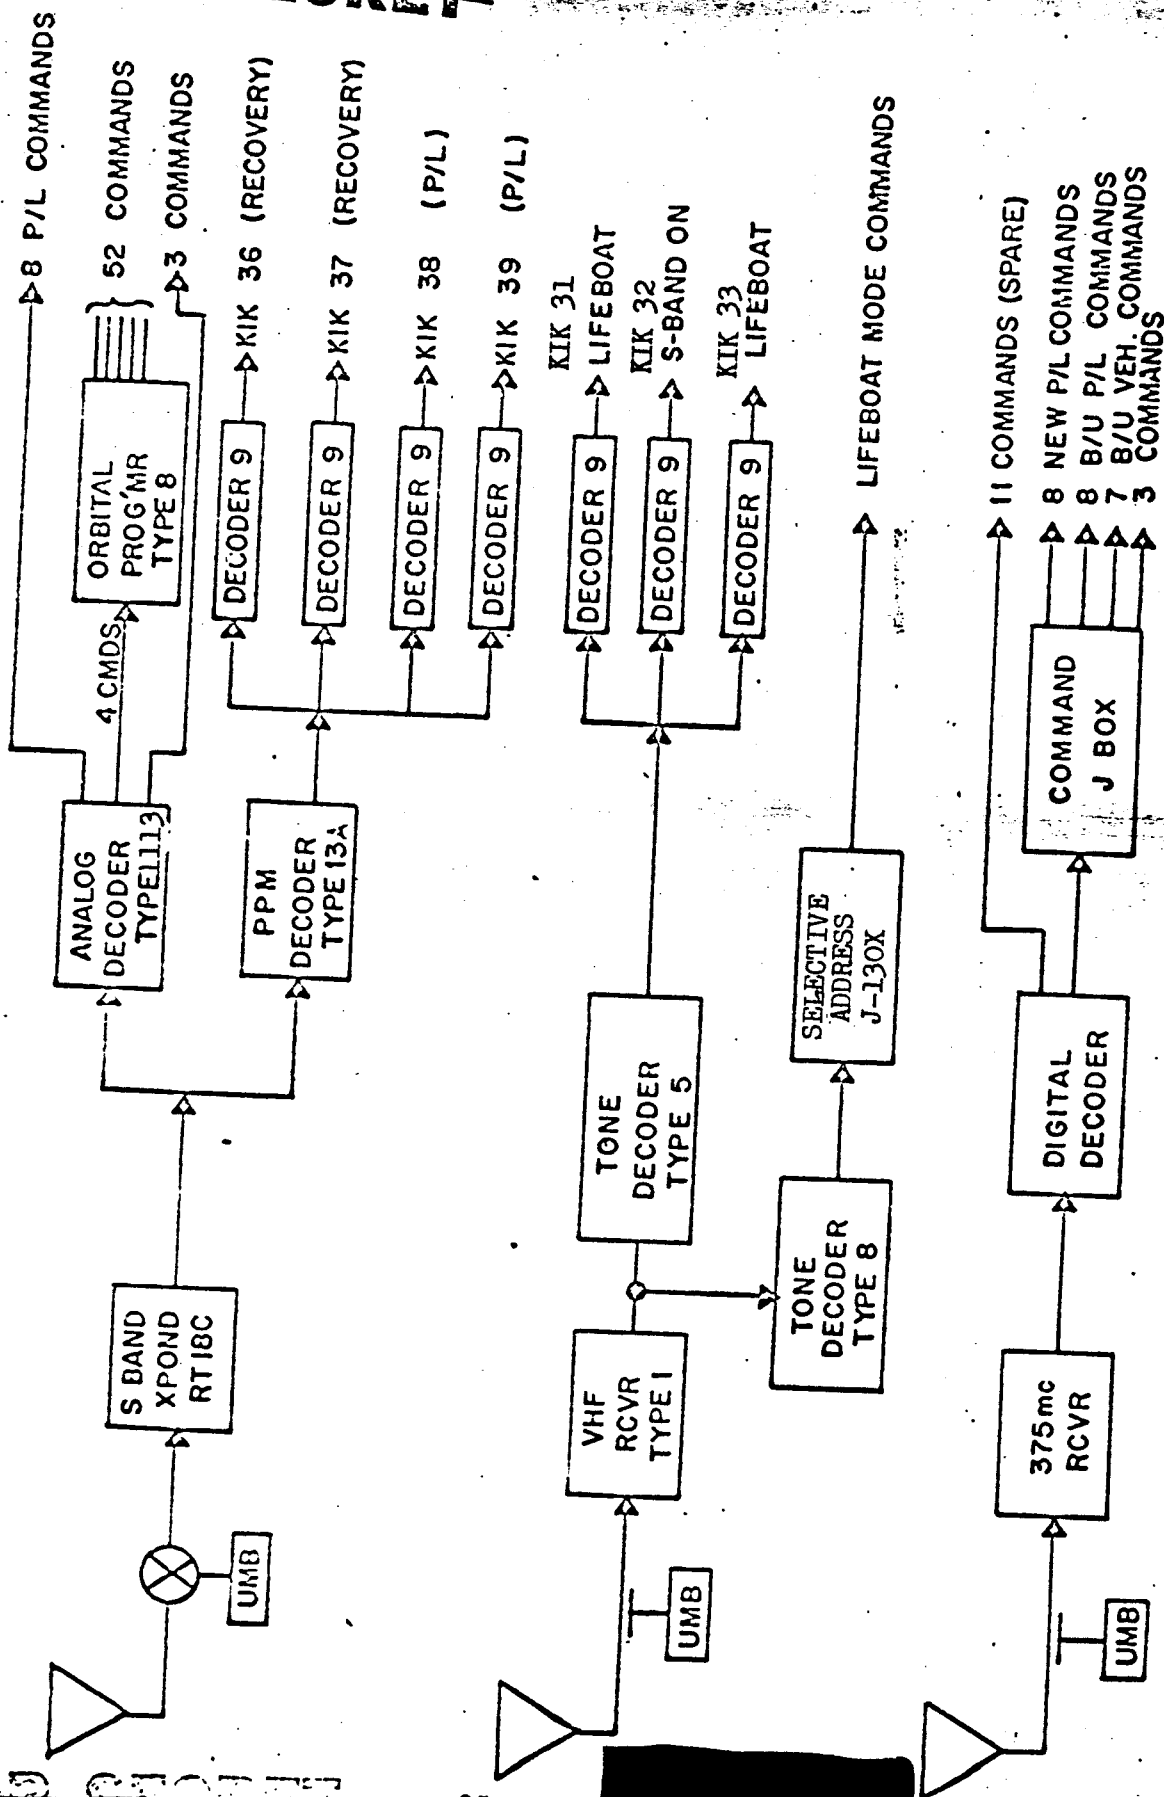 8 P/L COMMANDS
52 COMMANDS
3 COMMANDS
ORBITAL
PROG'MR
TYPE 8
4 CMDS
ANALOG
DECODER
TYPE1113
S BAND
XPOND
RT18C
UMB
PPM
DECODER
TYPE 13A
DECODER 9
KIK 36 (RECOVERY)
DECODER 9
KIK 37 (RECOVERY)
DECODER 9
KIK 38 (P/L)
DECODER 9
KIK 39 (P/L)
VHF
RCVR
TYPE I
UMB
TONE
DECODER
TYPE 5
DECODER 9
KIK 31
LIFEBOAT
DECODER 9
KIK 32
S-BAND ON
DECODER 9
KIK 33
LIFEBOAT
TONE
DECODER
TYPE 8
SELECTIVE
ADDRESS
J-130X
LIFEBOAT MODE COMMANDS
375mc
RCVR
UMB
DIGITAL
DECODER
COMMAND
J BOX
11 COMMANDS (SPARE)
8 NEW P/L COMMANDS
8 B/U P/L COMMANDS
7 B/U VEH. COMMANDS
3 COMMANDS